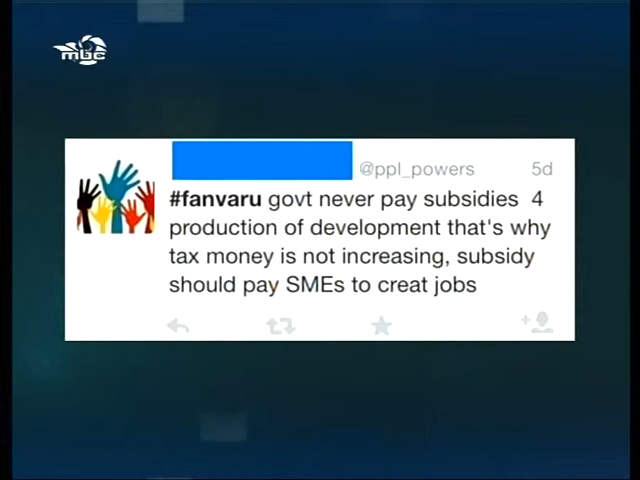 mbc
@ppl_powers 5d
#fanvaru govt never pay subsidies 4
production of development that's why
tax money is not increasing, subsidy
should pay SMEs to creat jobs